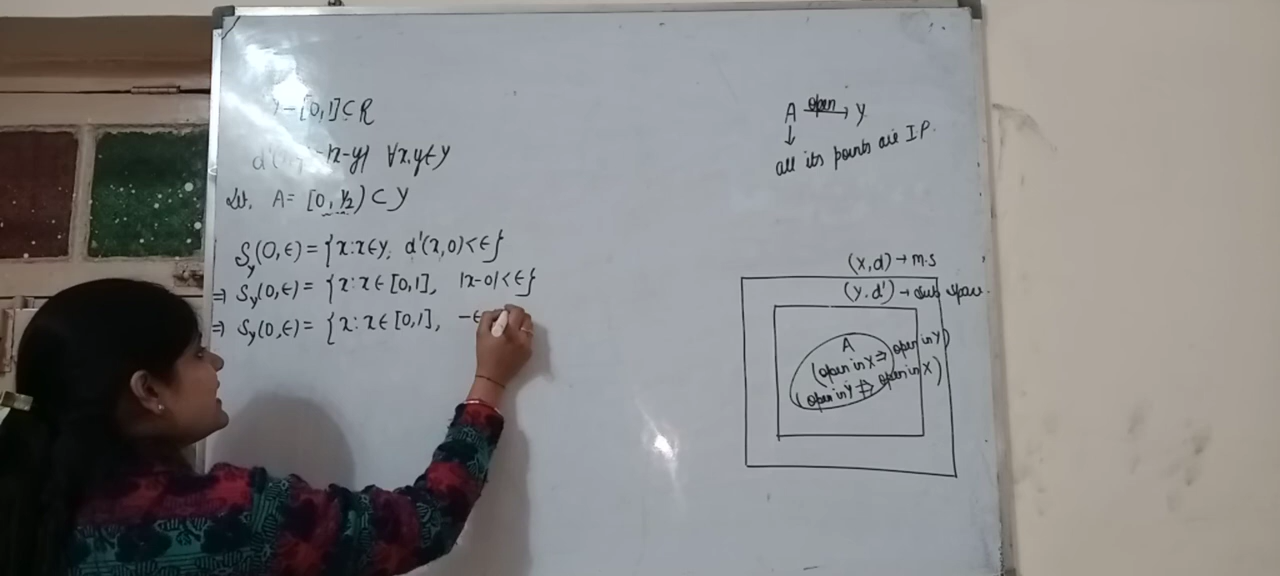 Y = [0,1] ⊂ R
d'(x,y) = |x-y| ∀x,y∈Y
Let, A = [0, 1/2) ⊂ Y
S_Y(0,ϵ) = {x: x∈Y, d'(x,0)<ϵ}
⇒ S_Y(0,ϵ) = {x: x∈[0,1], |x-0|<ϵ}
⇒ S_Y(0,ϵ) = {x: x∈[0,1], -ϵ
A open→ Y
↓
all its points are I.P.
(X,d) → m.s
(Y,d') → sub space.
A
(open in X ⇒ open in Y)
(open in Y ⇏ open in X)